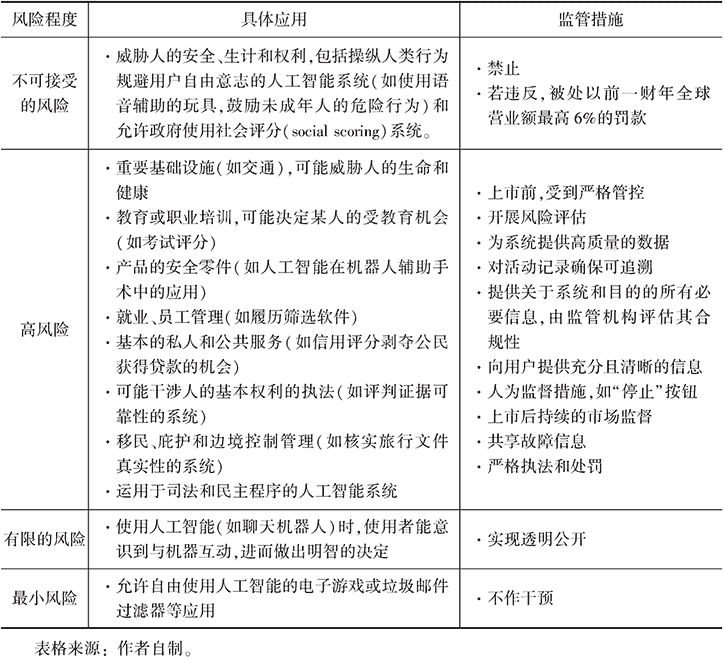 风险程度 具体应用 监管措施
不可接受
的风险
·威胁人的安全、生计和权利,包括操纵人类行为
规避用户自由意志的人工智能系统(如使用语
音辅助的玩具,鼓励未成年人的危险行为)和
允许政府使用社会评分(social scoring)系统。
·禁止
·若违反,被处以前一财年全球
营业额最高6%的罚款
高风险
·重要基础设施(如交通),可能威胁人的生命和
健康
·教育或职业培训,可能决定某人的受教育机会
(如考试评分)
·产品的安全零件(如人工智能在机器人辅助手
术中的应用)
·就业、员工管理(如履历筛选软件)
·基本的私人和公共服务(如信用评分剥夺公民
获得贷款的机会)
·可能干涉人的基本权利的执法(如评判证据可
靠性的系统)
·移民、庇护和边境控制管理(如核实旅行文件
真实性的系统)
·运用于司法和民主程序的人工智能系统
·上市前,受到严格管控
·开展风险评估
·为系统提供高质量的数据
·对活动记录确保可追溯
·提供关于系统和目的的所有必
要信息,由监管机构评估其合
规性
·向用户提供充分且清晰的信息
·人为监督措施,如“停止”按钮
·上市后持续的市场监督
·共享故障信息
·严格执法和处罚
有限的风险
·使用人工智能(如聊天机器人)时,使用者能意
识到与机器互动,进而做出明智的决定
·实现透明公开
最小风险
·允许自由使用人工智能的电子游戏或垃圾邮件
过滤器等应用
·不作干预
表格来源：作者自制。